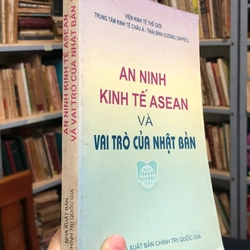 VIỆN KINH TẾ THẾ GIỚI
TRUNG TÂM KINH TẾ CHÂU Á - THÁI BÌNH DƯƠNG (VAPEC)
AN NINH
KINH TẾ ASEAN
VÀ
VAI TRÒ CỦA NHẬT BẢN
XUẤT BẢN CHÍNH TRỊ QUỐC GIA
AN NINH KINH TẾ ASEAN
VÀ VAI TRÒ CỦA NHẬT BẢN
NHÀ XUẤT BẢN
CHÍNH TRỊ QUỐC GIA